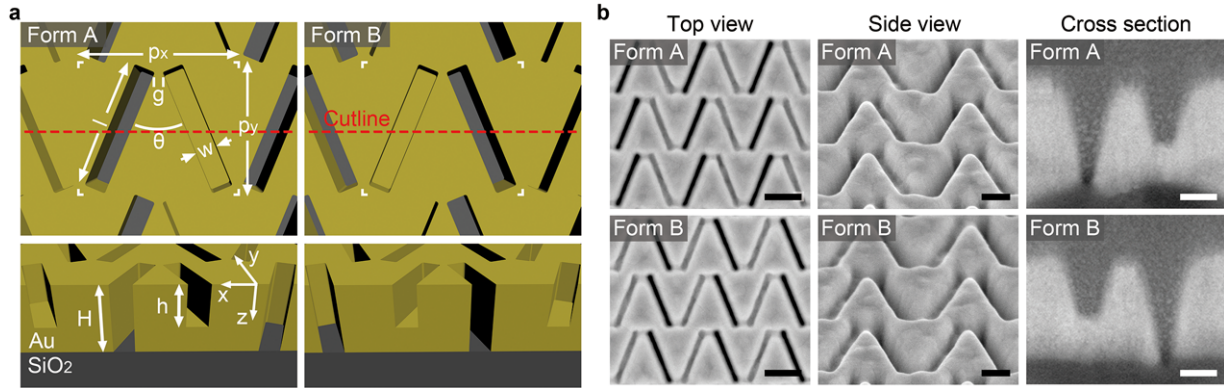 a
Form A
px
g
l
θ
w
py
Form B
Cutline
H
h
x
y
z
Au
SiO2
b
Top view
Side view
Cross section
Form A
Form A
Form A
Form B
Form B
Form B